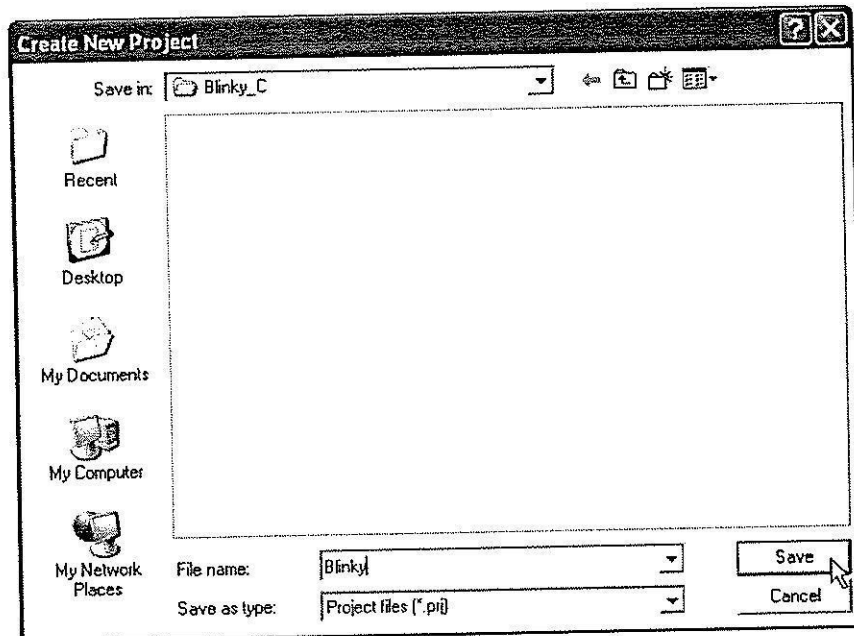 Create New Project
Save in: Blinky_C
Recent
Desktop
My Documents
My Computer
My Network Places
File name: Blinky
Save as type: Project files (*.prj)
Save
Cancel